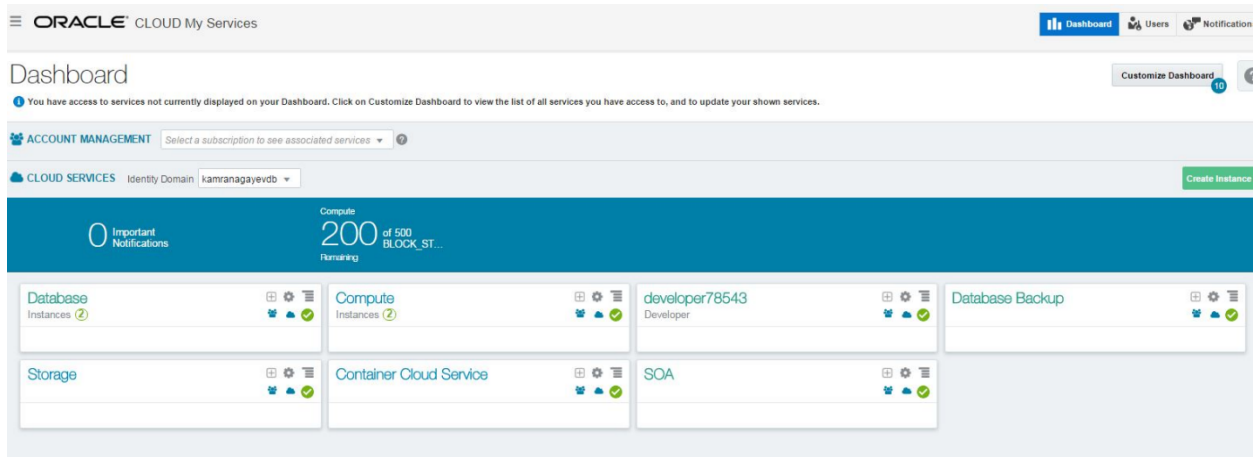 ORACLE CLOUD My Services
Dashboard Users Notification
Dashboard
Customize Dashboard
10
You have access to services not currently displayed on your Dashboard. Click on Customize Dashboard to view the list of all services you have access to, and to update your shown services.
ACCOUNT MANAGEMENT Select a subscription to see associated services
CLOUD SERVICES Identity Domain kamranagayevdb
Create Instance
0 Important Notifications
Compute
200 of 500 BLOCK_ST...
Remaining
Database
Instances 2
Compute
Instances 2
developer78543
Developer
Database Backup
Storage
Container Cloud Service
SOA